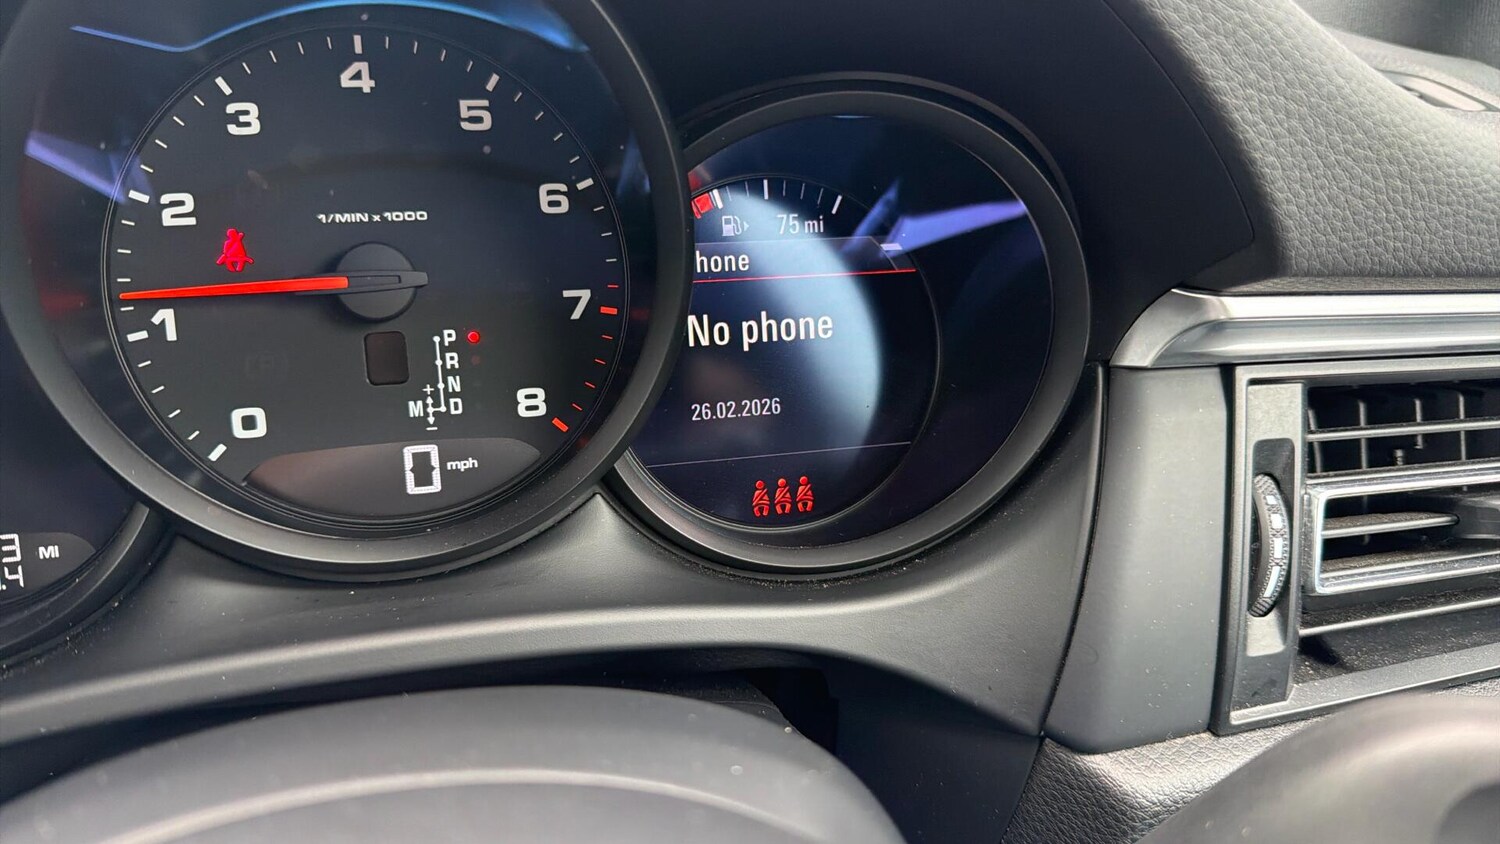 4
3
5
2
6
1/MIN x 1000
1
7
0
8
P
R
N
D
M
+
-
0 mph
MI
75 mi
hone
No phone
26.02.2026